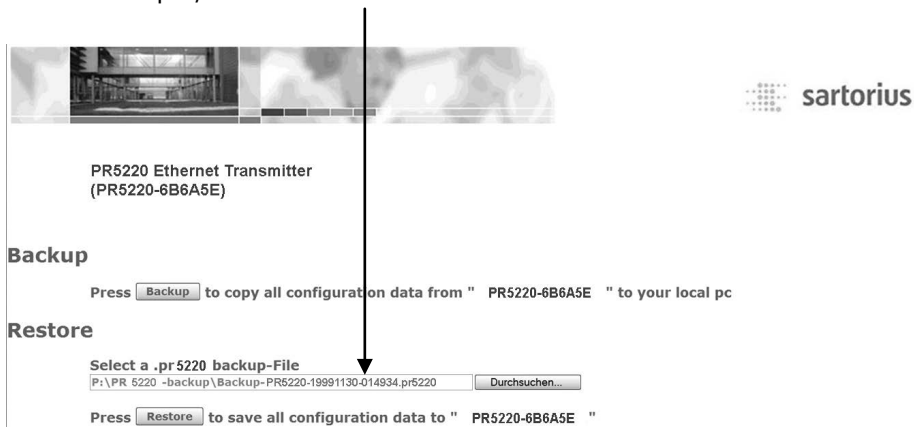 sartorius
PR5220 Ethernet Transmitter
(PR5220-6B6A5E)
Backup
Press Backup to copy all configuration data from " PR5220-6B6A5E " to your local pc
Restore
Select a .pr5220 backup-File
P:\PR 5220 -backup\Backup-PR5220-19991130-014934.pr5220 Durchsuchen...
Press Restore to save all configuration data to " PR5220-6B6A5E "